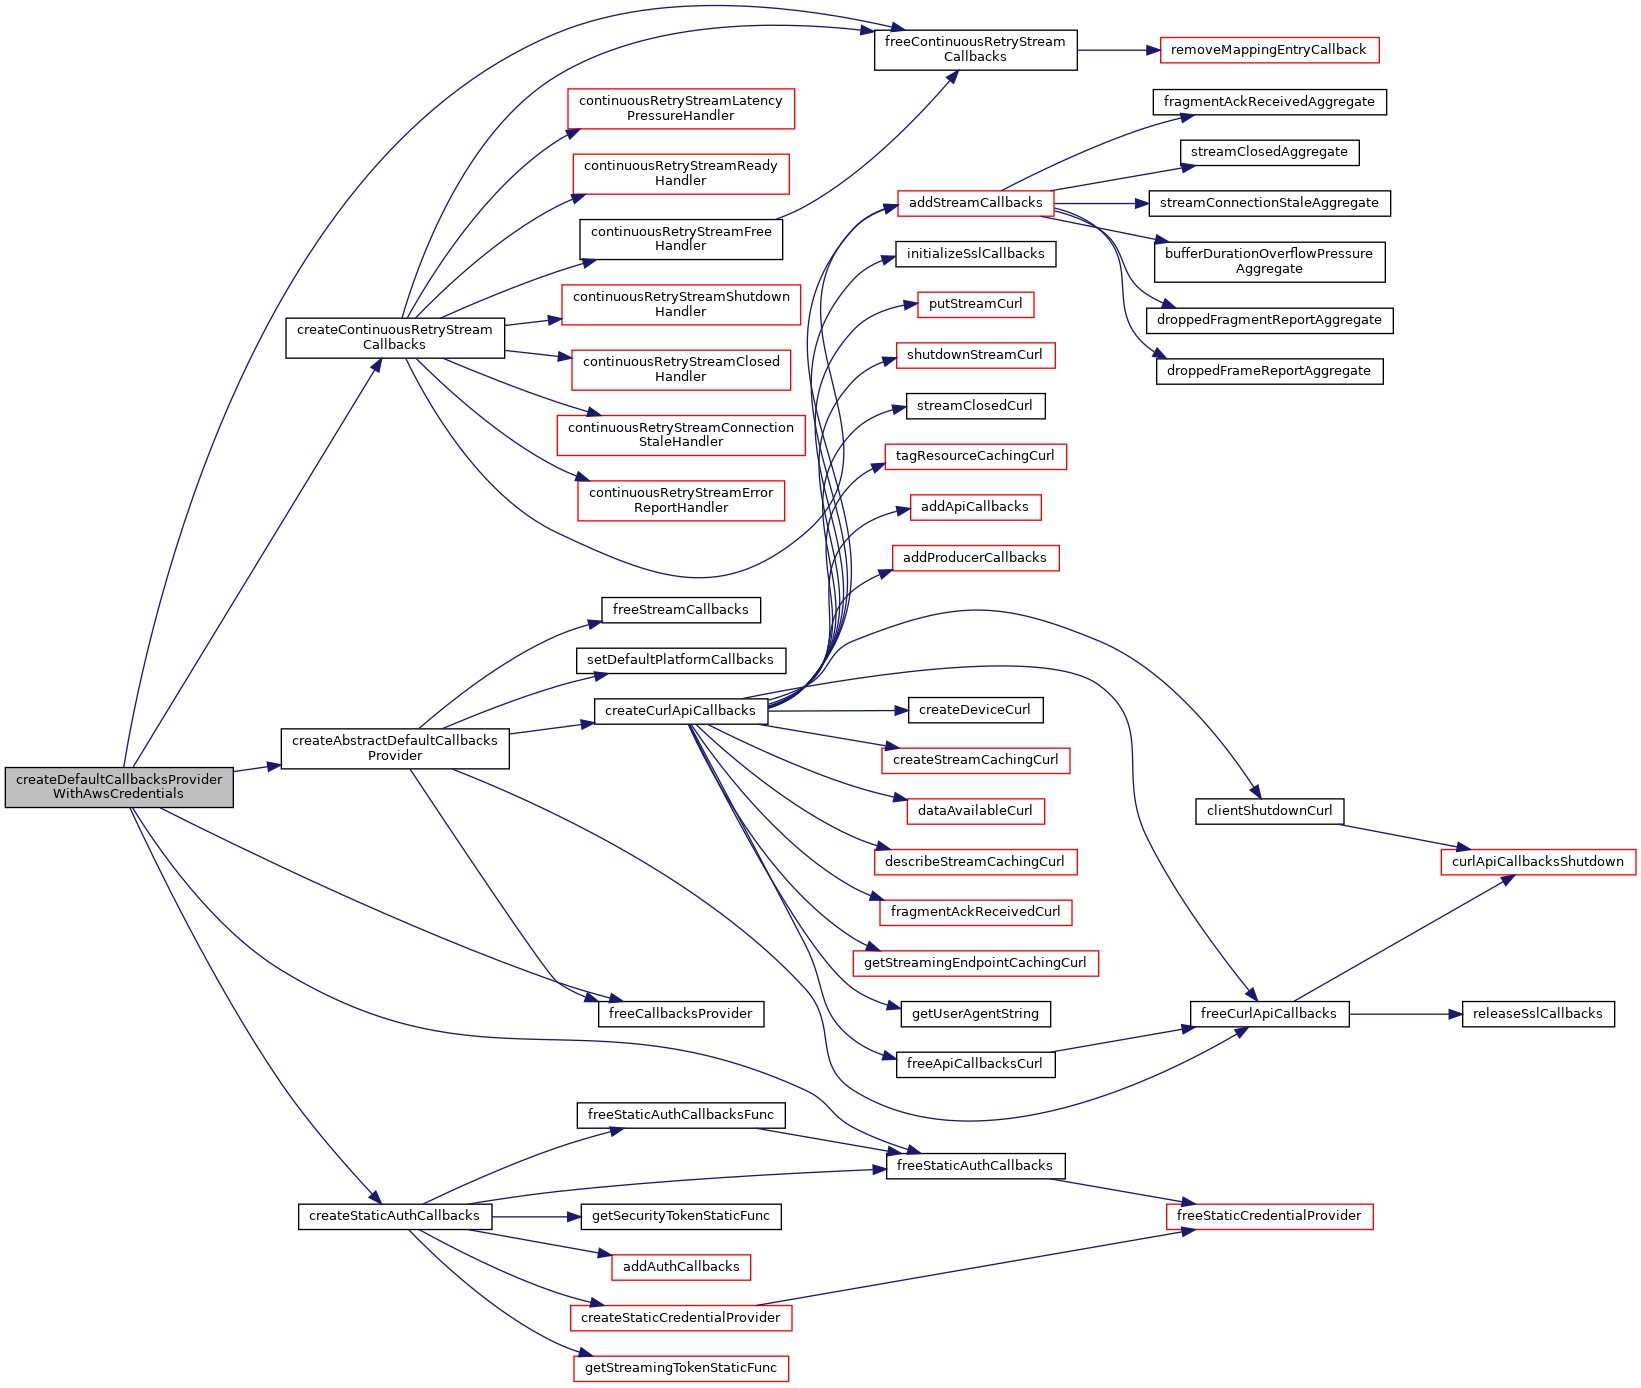 createDefaultCallbacksProvider
WithAwsCredentials
createContinuousRetryStream
Callbacks
createAbstractDefaultCallbacks
Provider
createStaticAuthCallbacks
continuousRetryStreamLatency
PressureHandler
continuousRetryStreamReady
Handler
continuousRetryStreamFree
Handler
continuousRetryStreamShutdown
Handler
continuousRetryStreamClosed
Handler
continuousRetryStreamConnection
StaleHandler
continuousRetryStreamError
ReportHandler
freeStreamCallbacks
setDefaultPlatformCallbacks
createCurlApiCallbacks
freeCallbacksProvider
freeStaticAuthCallbacksFunc
getSecurityTokenStaticFunc
addAuthCallbacks
createStaticCredentialProvider
getStreamingTokenStaticFunc
freeContinuousRetryStream
Callbacks
addStreamCallbacks
initializeSslCallbacks
putStreamCurl
shutdownStreamCurl
streamClosedCurl
tagResourceCachingCurl
addApiCallbacks
addProducerCallbacks
createDeviceCurl
createStreamCachingCurl
dataAvailableCurl
describeStreamCachingCurl
fragmentAckReceivedCurl
getStreamingEndpointCachingCurl
getUserAgentString
freeApiCallbacksCurl
freeStaticAuthCallbacks
removeMappingEntryCallback
fragmentAckReceivedAggregate
streamClosedAggregate
streamConnectionStaleAggregate
bufferDurationOverflowPressure
Aggregate
droppedFragmentReportAggregate
droppedFrameReportAggregate
clientShutdownCurl
freeCurlApiCallbacks
freeStaticCredentialProvider
curlApiCallbacksShutdown
releaseSslCallbacks